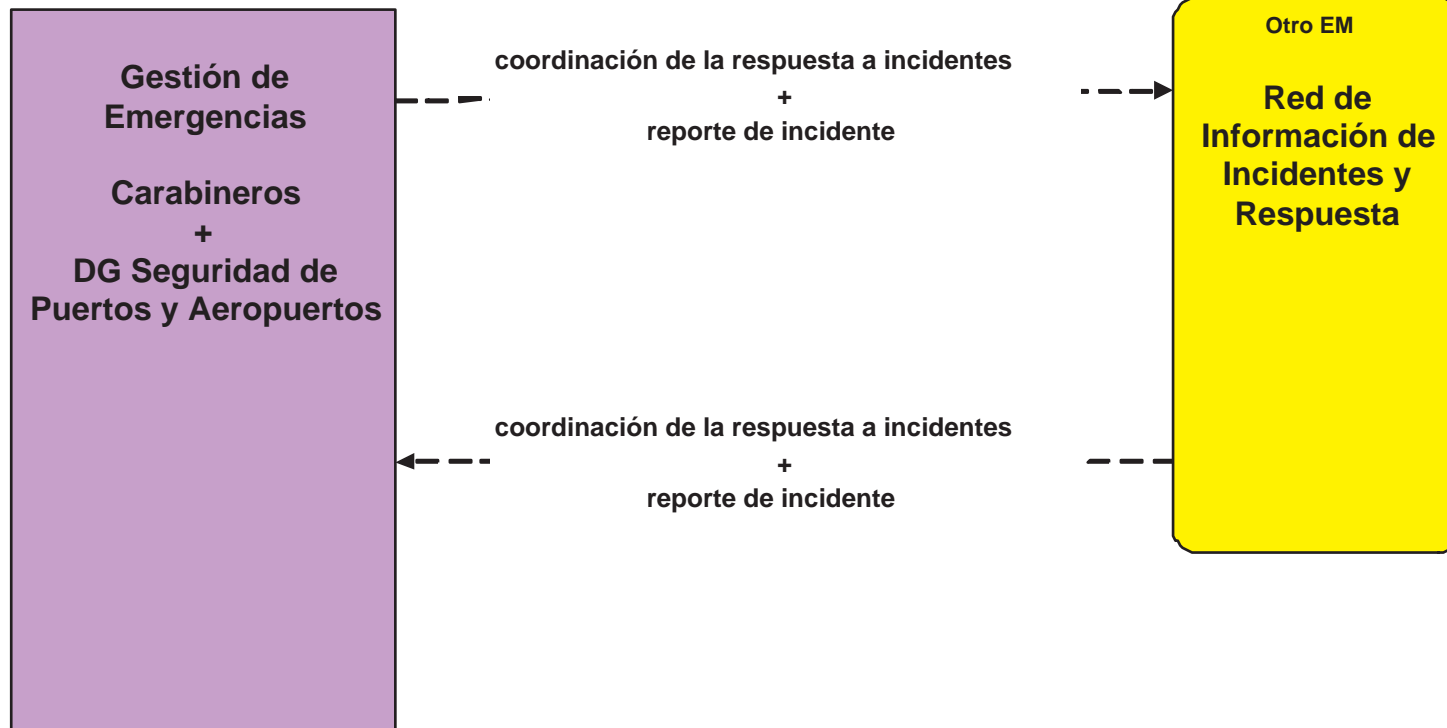 Gestión de
Emergencias
Carabineros
+
DG Seguridad de
Puertos y Aeropuertos
coordinación de la respuesta a incidentes
+
reporte de incidente
Otro EM
Red de
Información de
Incidentes y
Respuesta
coordinación de la respuesta a incidentes
+
reporte de incidente